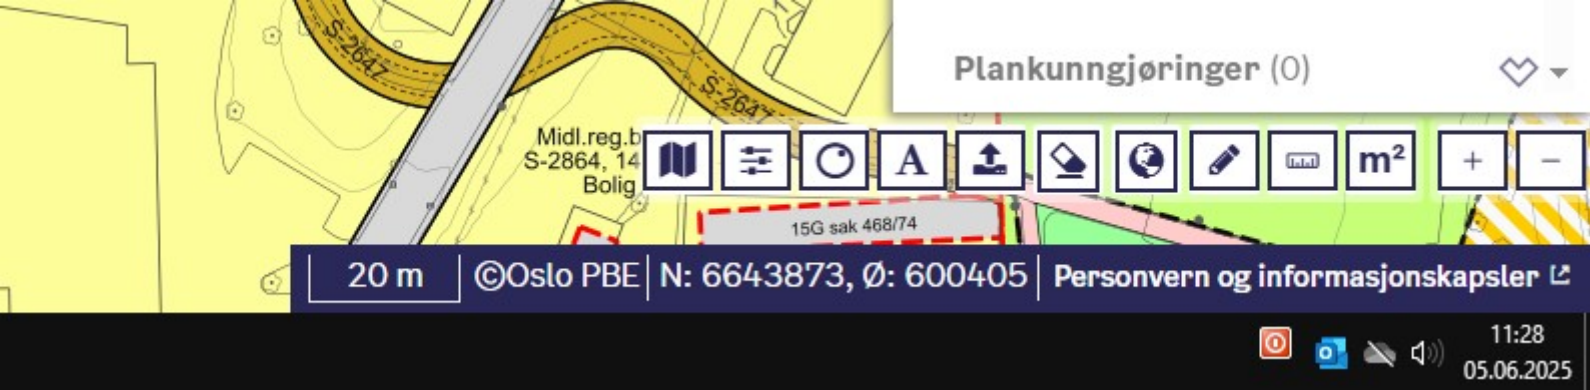 S-2647
S-2647
Plankunngjøringer (0)
Midl.reg.b
S-2864, 14
Bolig
A
m²
+
−
15G sak 468/74
20 m
©Oslo PBE
N: 6643873, Ø: 600405
Personvern og informasjonskapsler
11:28
05.06.2025